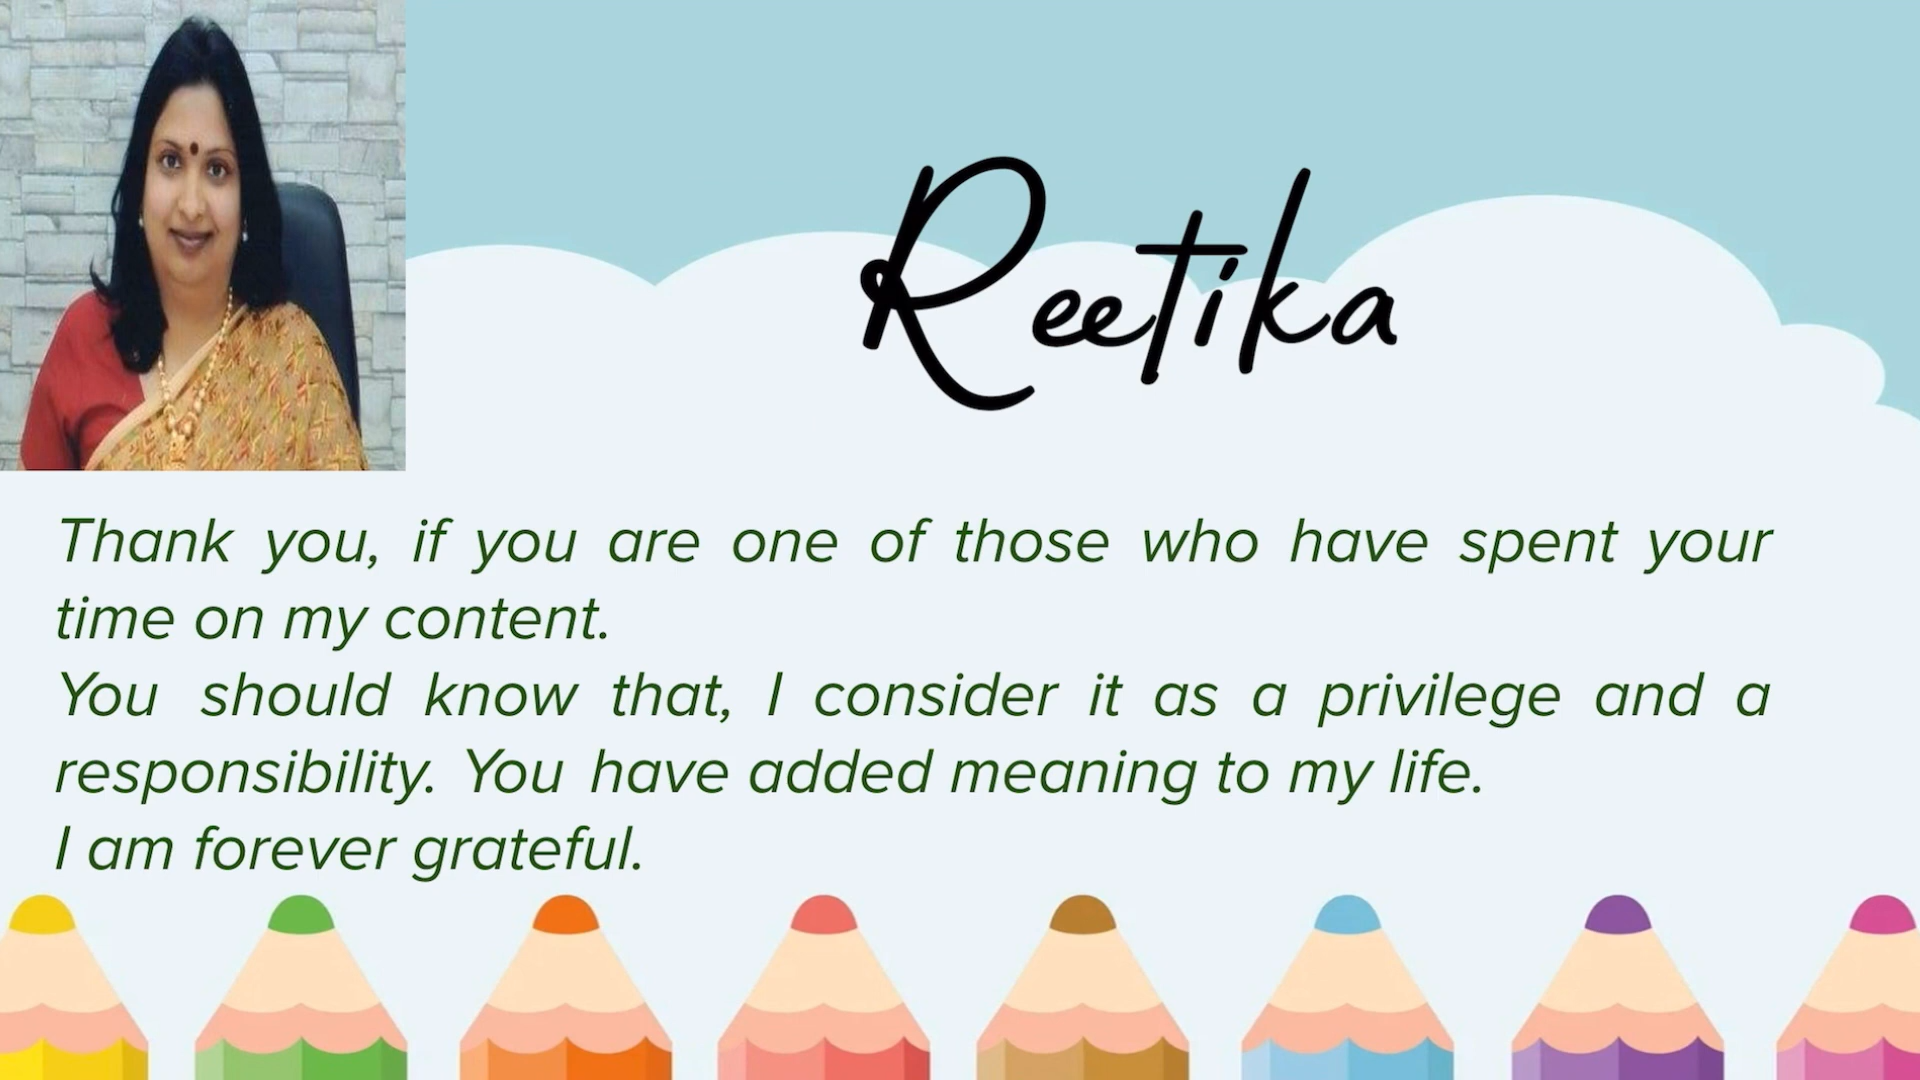 Reetika
Thank you, if you are one of those who have spent your
time on my content.
You should know that, I consider it as a privilege and a
responsibility. You have added meaning to my life.
I am forever grateful.